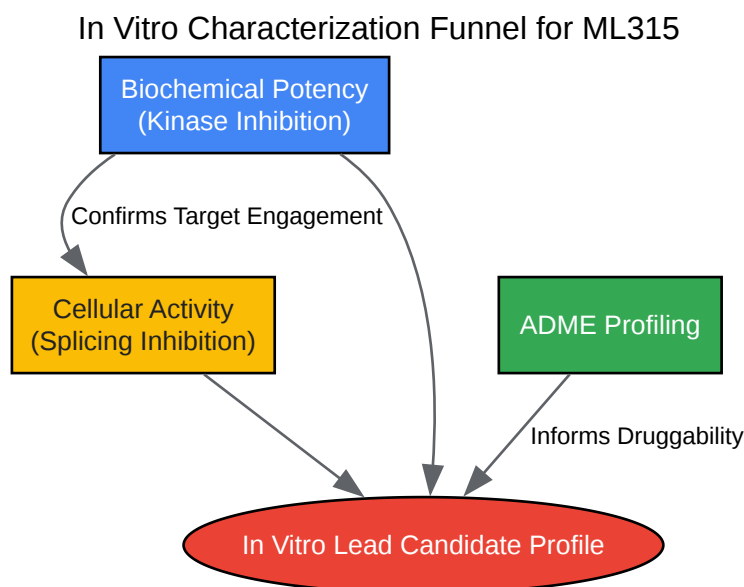 In Vitro Characterization Funnel for ML315
Biochemical Potency
(Kinase Inhibition)
Confirms Target Engagement
Cellular Activity
(Splicing Inhibition)
ADME Profiling
Informs Druggability
In Vitro Lead Candidate Profile